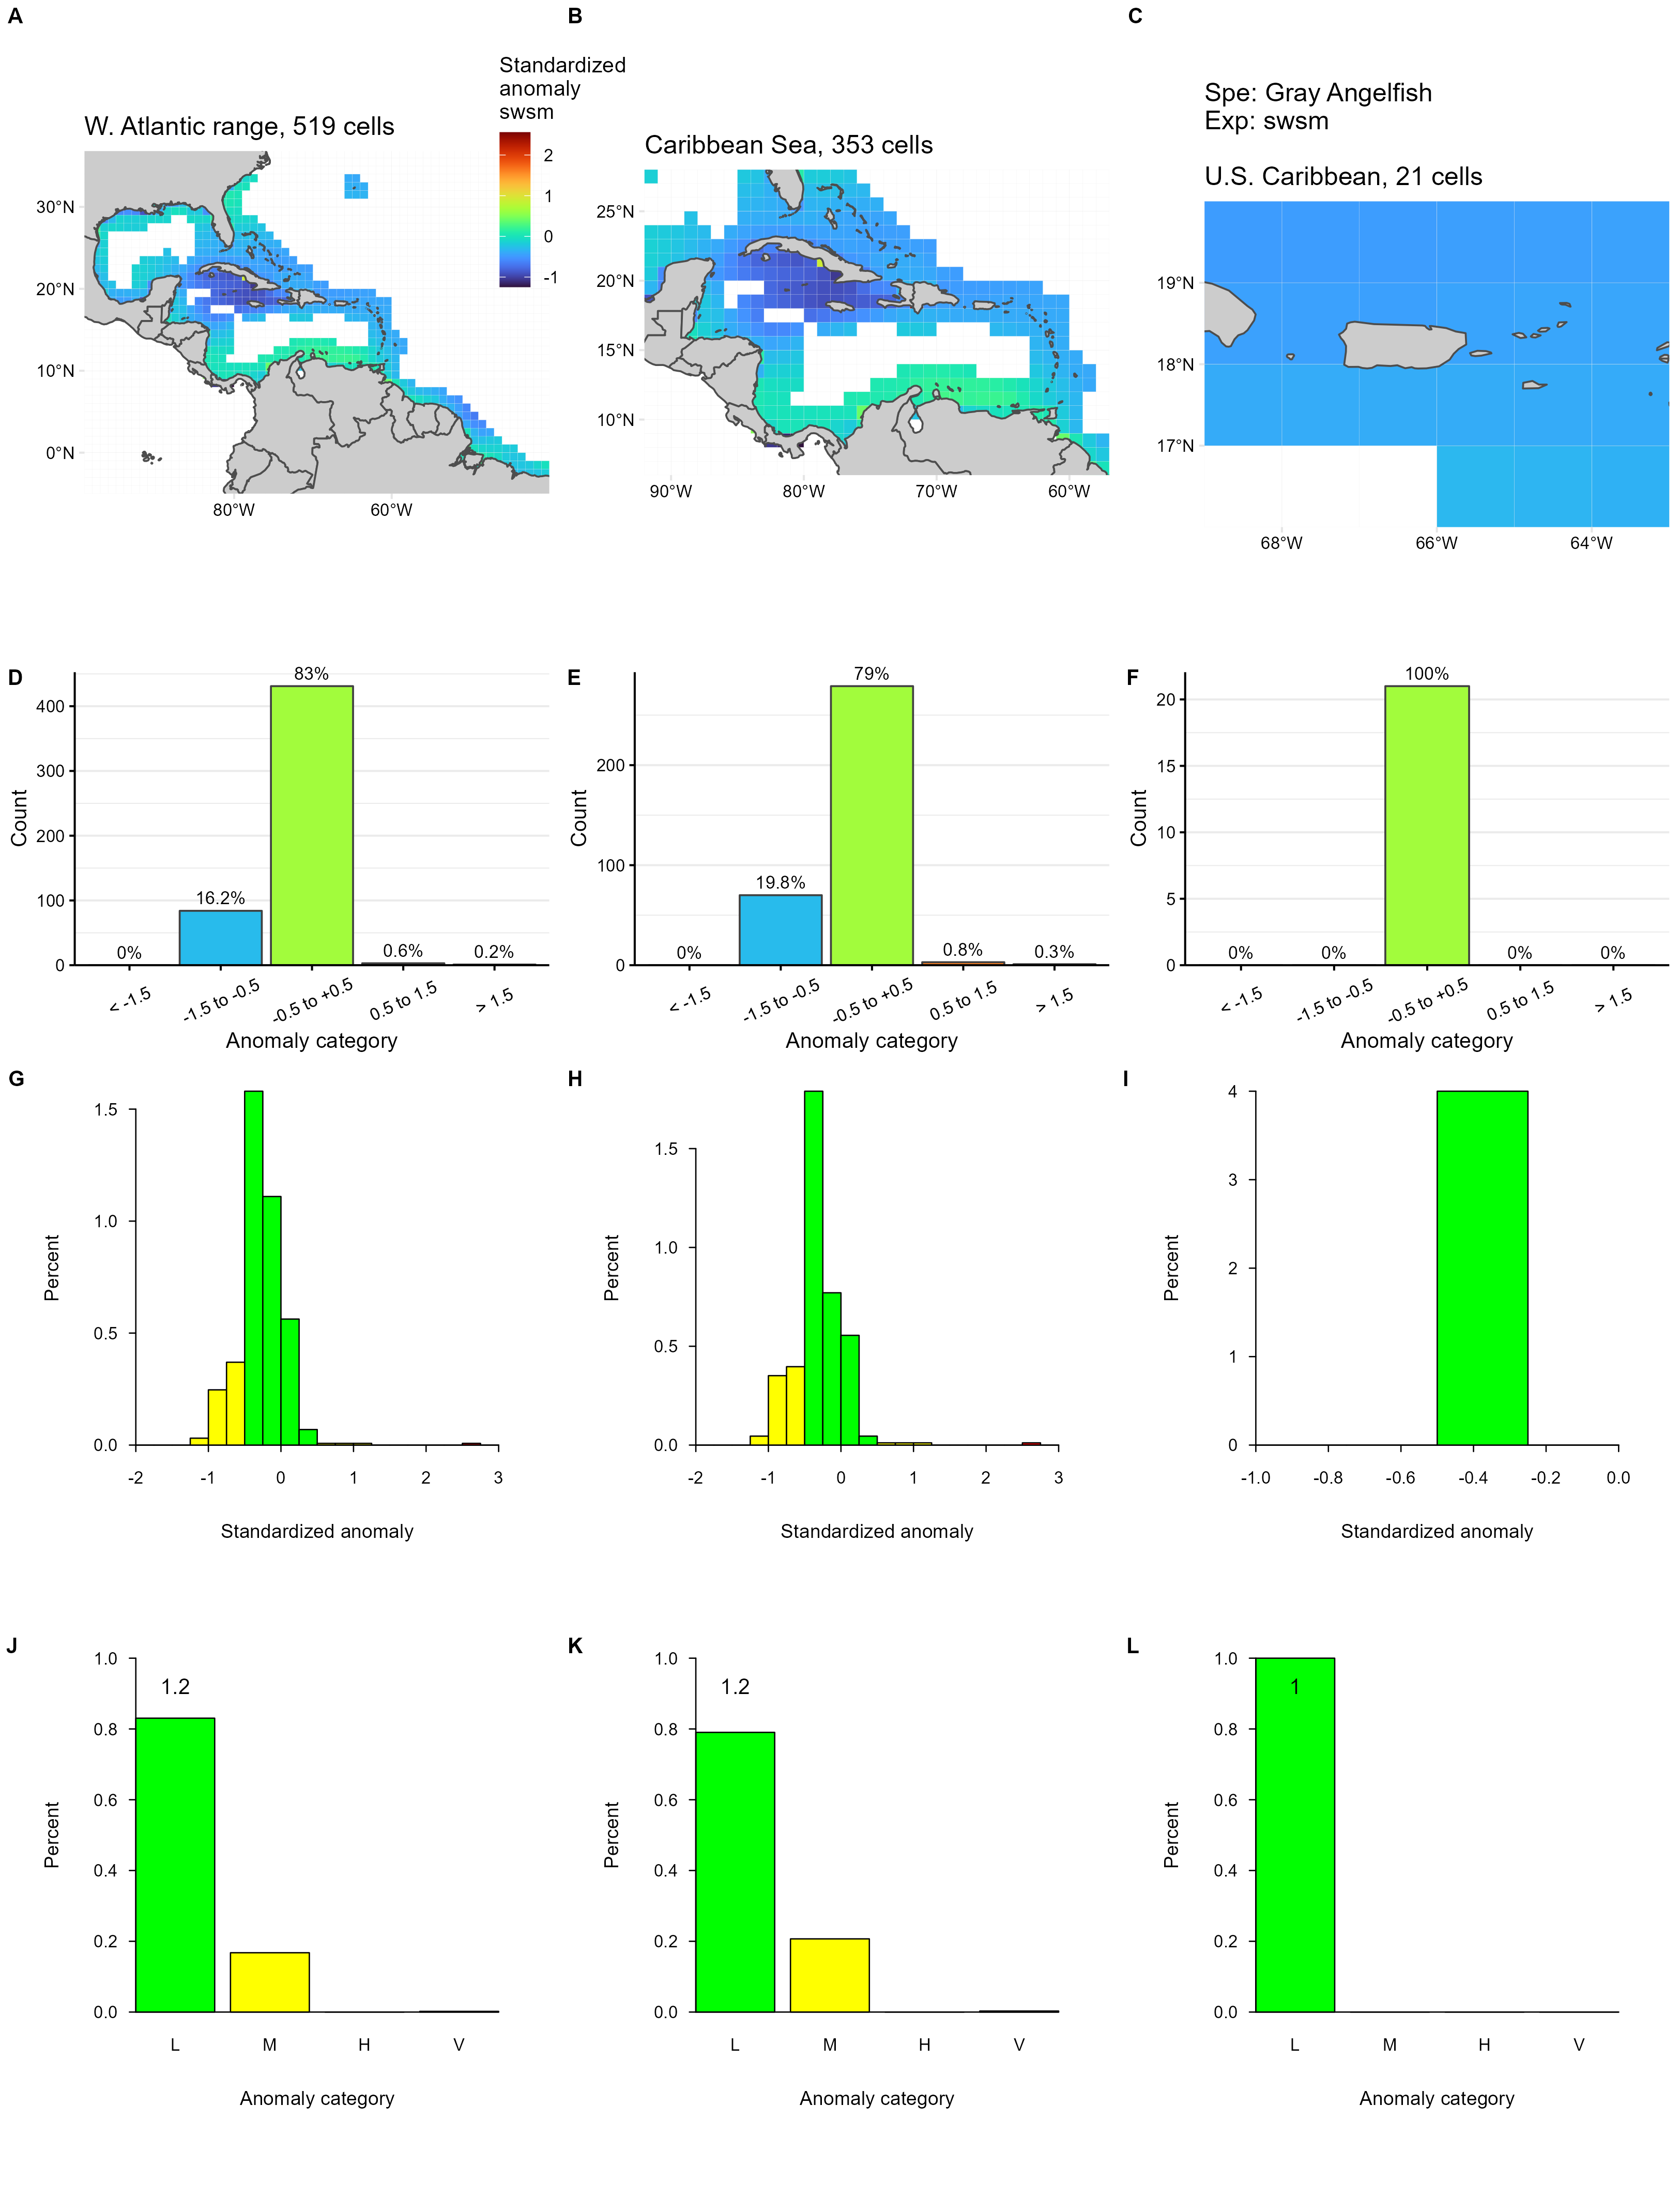 A
B
C
Standardized
anomaly
swsm
2
1
0
-1
W. Atlantic range, 519 cells
30°N
20°N
10°N
0°N
80°W
60°W
Caribbean Sea, 353 cells
25°N
20°N
15°N
10°N
90°W
80°W
70°W
60°W
Spe: Gray Angelfish
Exp: swsm
U.S. Caribbean, 21 cells
19°N
18°N
17°N
68°W
66°W
64°W
D
Count
400
300
200
100
0
0%
16.2%
83%
0.6%
0.2%
< -1.5
-1.5 to -0.5
-0.5 to +0.5
0.5 to 1.5
> 1.5
Anomaly category
E
Count
200
100
0
0%
19.8%
79%
0.8%
0.3%
< -1.5
-1.5 to -0.5
-0.5 to +0.5
0.5 to 1.5
> 1.5
Anomaly category
F
Count
20
15
10
5
0
0%
0%
100%
0%
0%
< -1.5
-1.5 to -0.5
-0.5 to +0.5
0.5 to 1.5
> 1.5
Anomaly category
G
Percent
1.5
1.0
0.5
0.0
-2
-1
0
1
2
3
Standardized anomaly
H
Percent
1.5
1.0
0.5
0.0
-2
-1
0
1
2
3
Standardized anomaly
I
Percent
4
3
2
1
0
-1.0
-0.8
-0.6
-0.4
-0.2
0.0
Standardized anomaly
J
Percent
1.0
0.8
0.6
0.4
0.2
0.0
1.2
L
M
H
V
Anomaly category
K
Percent
1.0
0.8
0.6
0.4
0.2
0.0
1.2
L
M
H
V
Anomaly category
L
Percent
1.0
0.8
0.6
0.4
0.2
0.0
1
L
M
H
V
Anomaly category